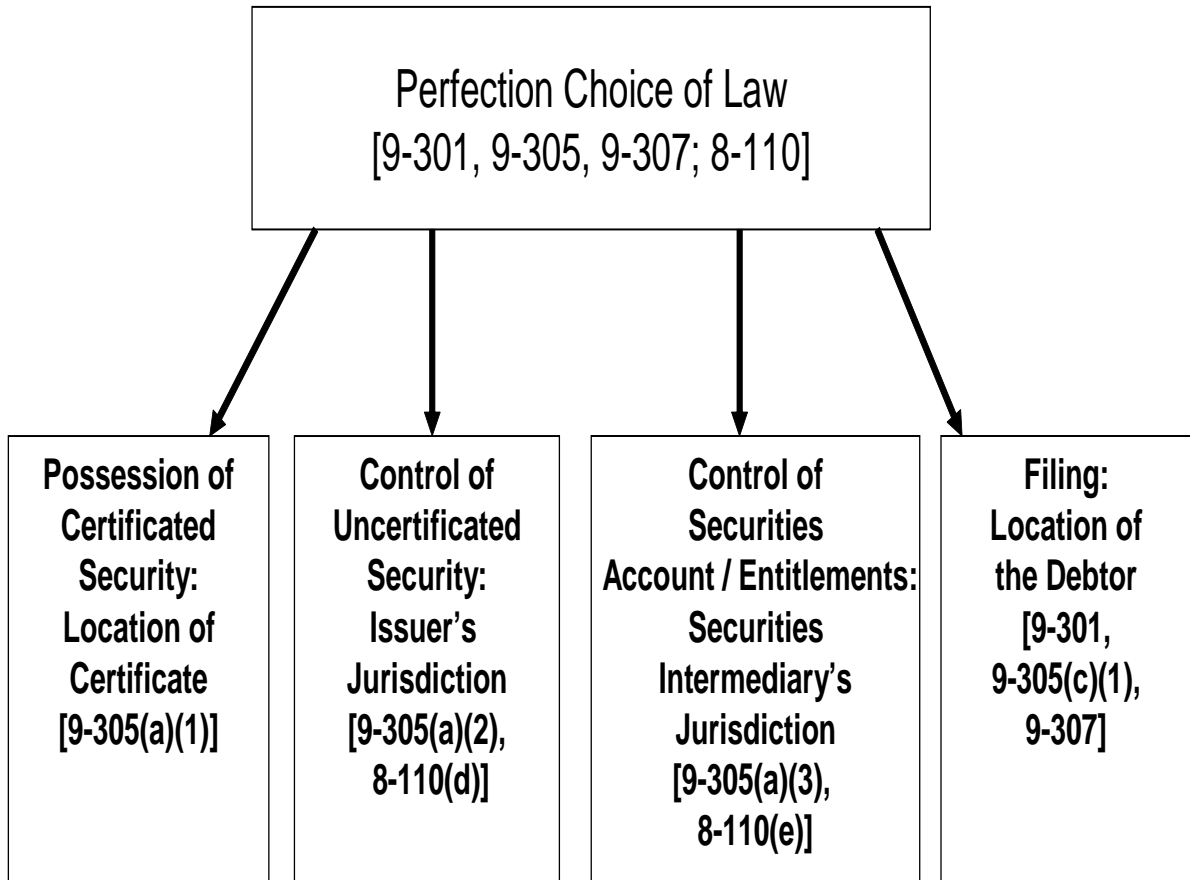 Perfection Choice of Law
[9-301, 9-305, 9-307; 8-110]
Possession of
Certificated
Security:
Location of
Certificate
[9-305(a)(1)]
Control of
Uncertificated
Security:
Issuer’s
Jurisdiction
[9-305(a)(2),
8-110(d)]
Control of
Securities
Account / Entitlements:
Securities
Intermediary’s
Jurisdiction
[9-305(a)(3),
8-110(e)]
Filing:
Location of
the Debtor
[9-301,
9-305(c)(1),
9-307]